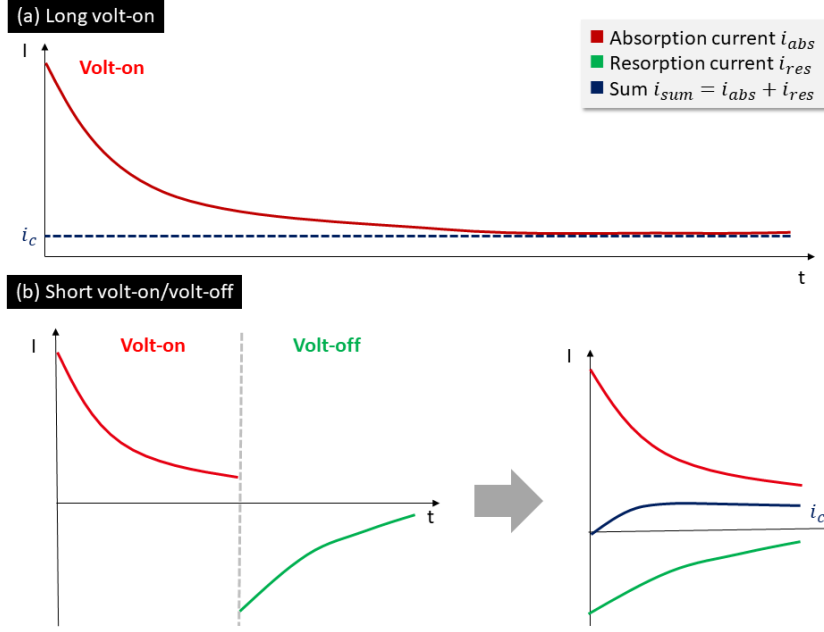 (a) Long volt-on
I
Volt-on
Absorption current i_abs
Resorption current i_res
Sum i_sum = i_abs + i_res
i_c
t
(b) Short volt-on/volt-off
I
Volt-on
Volt-off
t
I
i_c